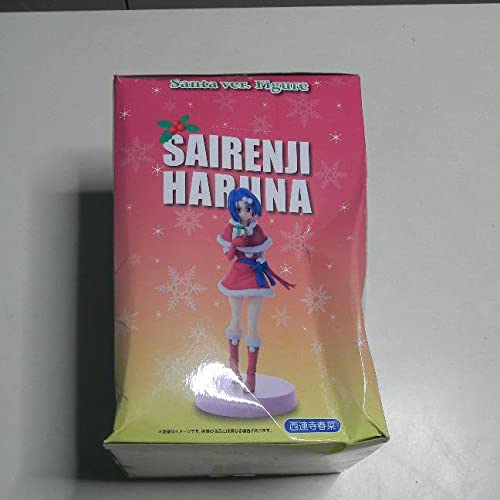 Santa ver. Figure
SAIRENJI
HARUNA
西連寺春菜